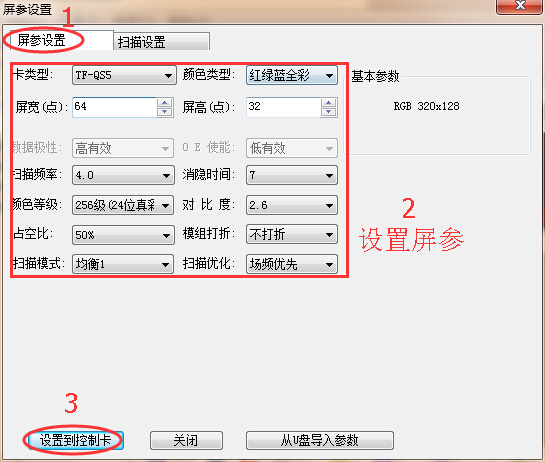 屏参设置
1
屏参设置 扫描设置
卡类型: TF-QS5 颜色类型: 红绿蓝全彩 基本参数
屏宽(点): 64 屏高(点): 32 RGB 320x128
数据极性: 高有效 O E 使能: 低有效
扫描频率: 4.0 消隐时间: 7
颜色等级: 256级(24位真彩 对 比 度: 2.6 2
占空比: 50% 模组打折: 不打折 设置屏参
扫描模式: 均衡1 扫描优化: 场频优先
3
设置到控制卡 关闭 从U盘导入参数